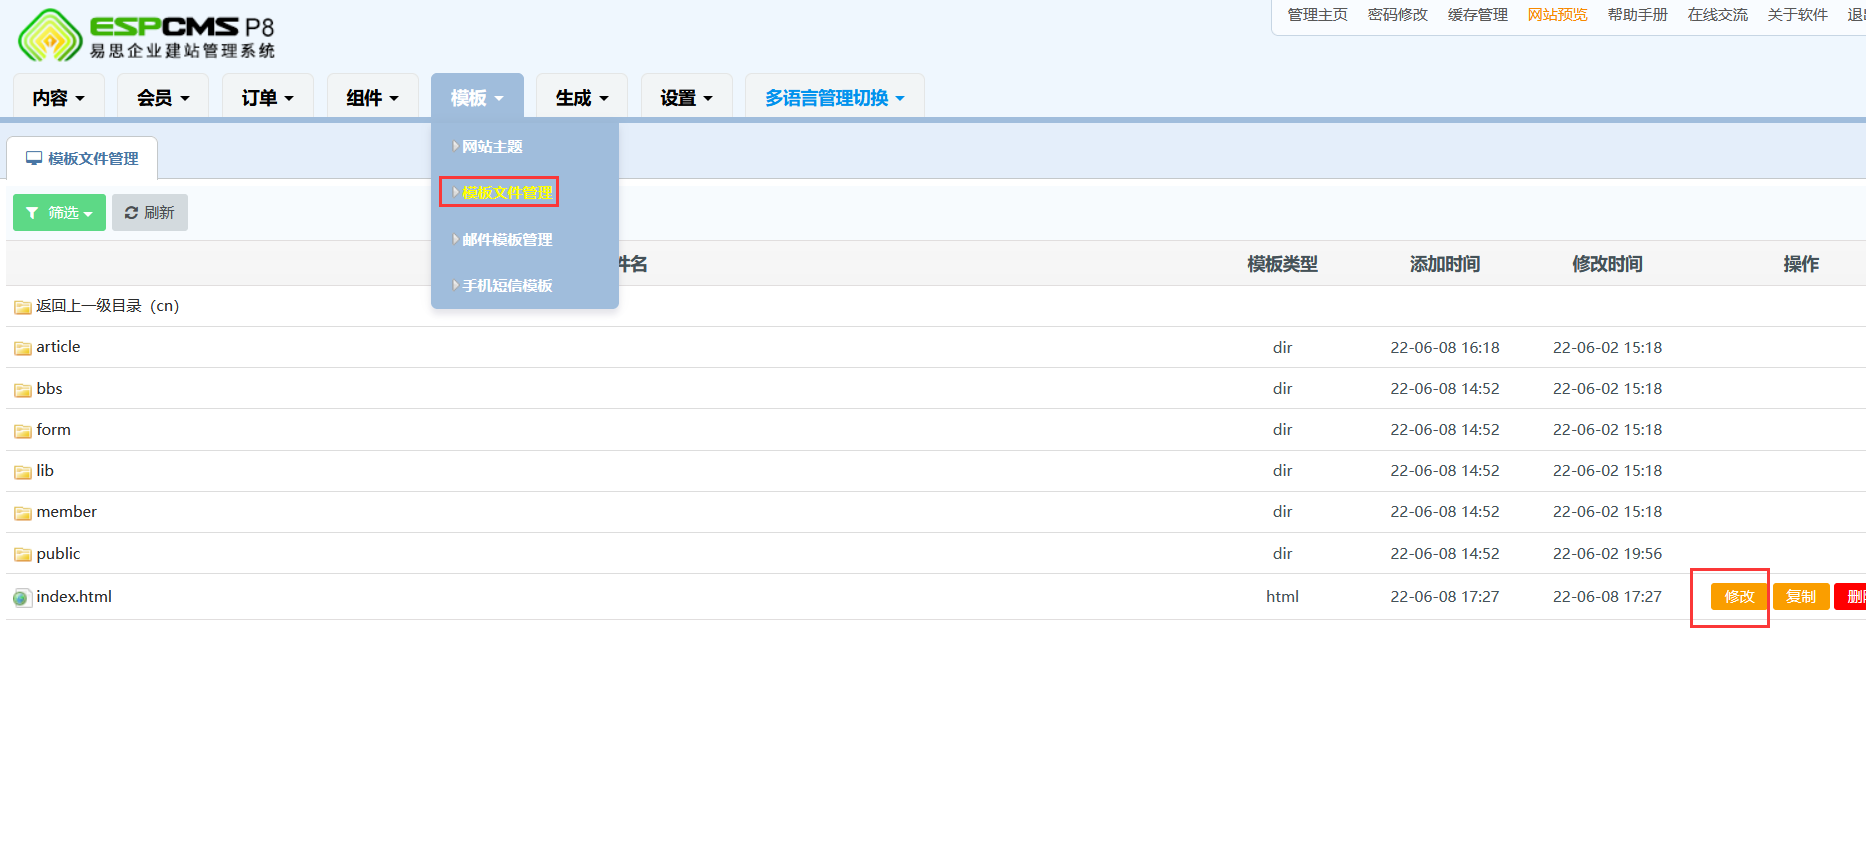 ESPCMS P8
易思企业建站管理系统
管理主页 密码修改 缓存管理 网站预览 帮助手册 在线交流 关于软件 退出
内容 会员 订单 组件 模板 生成 设置 多语言管理切换
网站主题
模板文件管理
邮件模板管理
手机短信模板
模板文件管理
筛选 刷新
件名 模板类型 添加时间 修改时间 操作
返回上一级目录（cn）
article dir 22-06-08 16:18 22-06-02 15:18
bbs dir 22-06-08 14:52 22-06-02 15:18
form dir 22-06-08 14:52 22-06-02 15:18
lib dir 22-06-08 14:52 22-06-02 15:18
member dir 22-06-08 14:52 22-06-02 15:18
public dir 22-06-08 14:52 22-06-02 19:56
index.html html 22-06-08 17:27 22-06-08 17:27 修改 复制 删